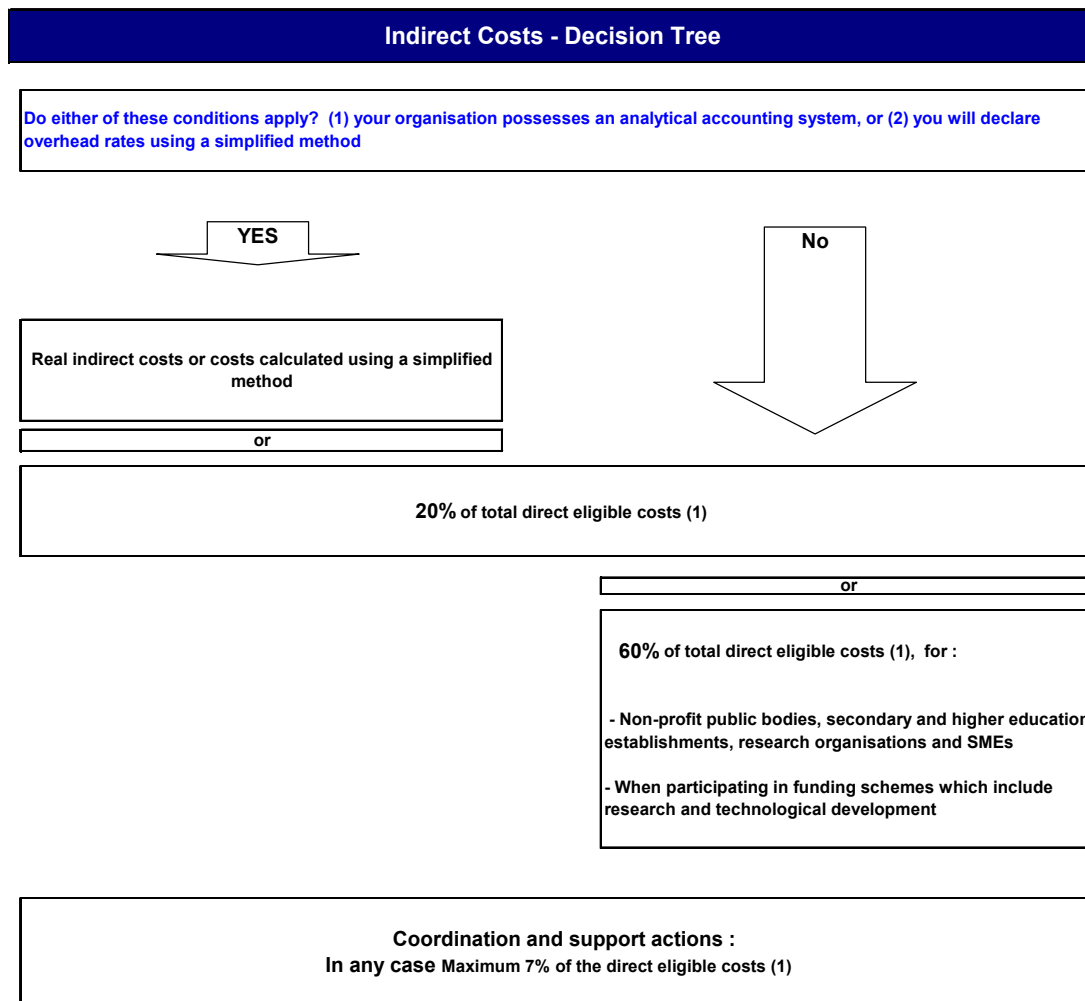 Indirect Costs - Decision Tree
Do either of these conditions apply?  (1) your organisation possesses an analytical accounting system, or (2) you will declare
overhead rates using a simplified method
YES
No
Real indirect costs or costs calculated using a simplified
method
or
20% of total direct eligible costs (1)
or
60% of total direct eligible costs (1),  for :
- Non-profit public bodies, secondary and higher education
establishments, research organisations and SMEs
- When participating in funding schemes which include
research and technological development
Coordination and support actions :
In any case Maximum 7% of the direct eligible costs (1)